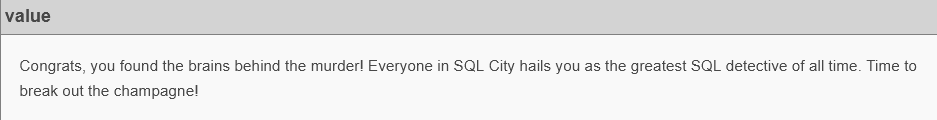 value
Congrats, you found the brains behind the murder! Everyone in SQL City hails you as the greatest SQL detective of all time. Time to
break out the champagne!